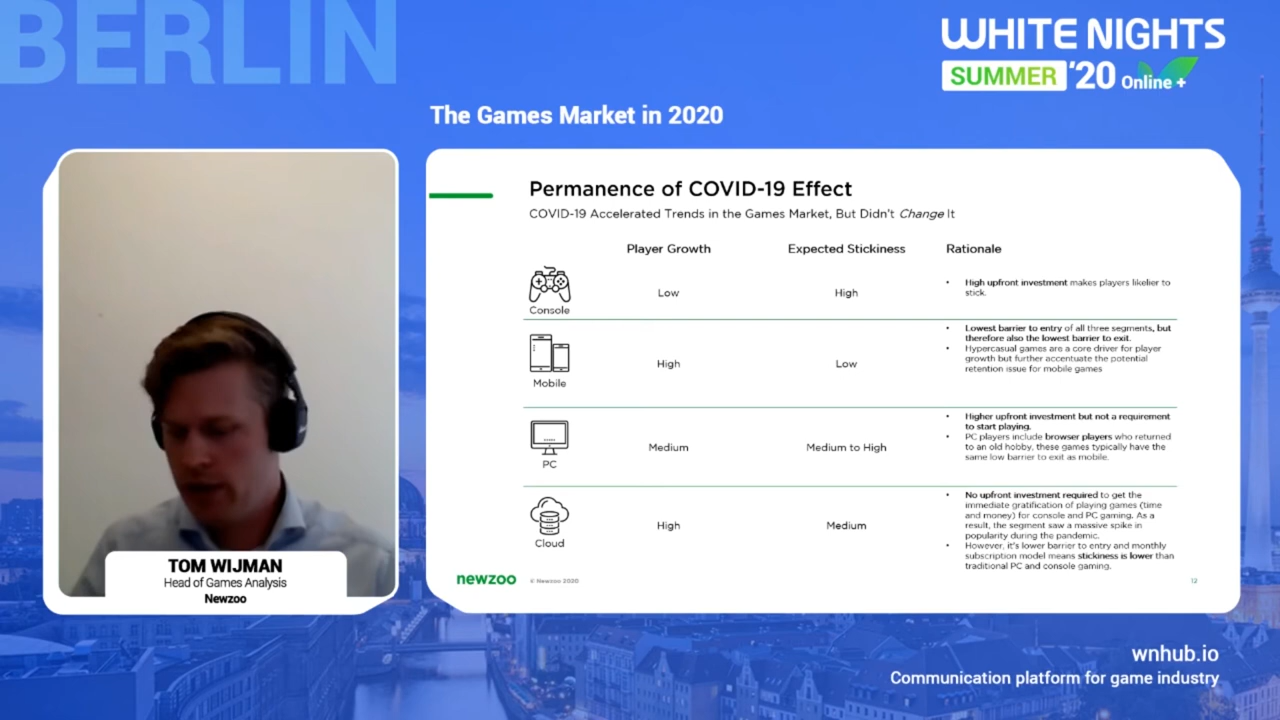 BERLIN
WHITE NIGHTS
SUMMER '20 Online +
The Games Market in 2020
Permanence of COVID-19 Effect
COVID-19 Accelerated Trends in the Games Market, But Didn't Change It
Player Growth Expected Stickiness Rationale
Console
Low
High
• High upfront investment makes players likelier to
stick.
Mobile
High
Low
• Lowest barrier to entry of all three segments, but
therefore also the lowest barrier to exit.
• Hypercasual games are a core driver for player
growth but further accentuate the potential
retention issue for mobile games
PC
Medium
Medium to High
• Higher upfront investment but not a requirement
to start playing.
• PC players include browser players who returned
to an old hobby, these games typically have the
same low barrier to exit as mobile.
Cloud
High
Medium
• No upfront investment required to get the
immediate gratification of playing games (time
and money) for console and PC gaming. As a
result, the segment saw a massive spike in
popularity during the pandemic.
• However, it's lower barrier to entry and monthly
subscription model means stickiness is lower than
traditional PC and console gaming.
newzoo © Newzoo 2020 12
TOM WIJMAN
Head of Games Analysis
Newzoo
wnhub.io
Communication platform for game industry